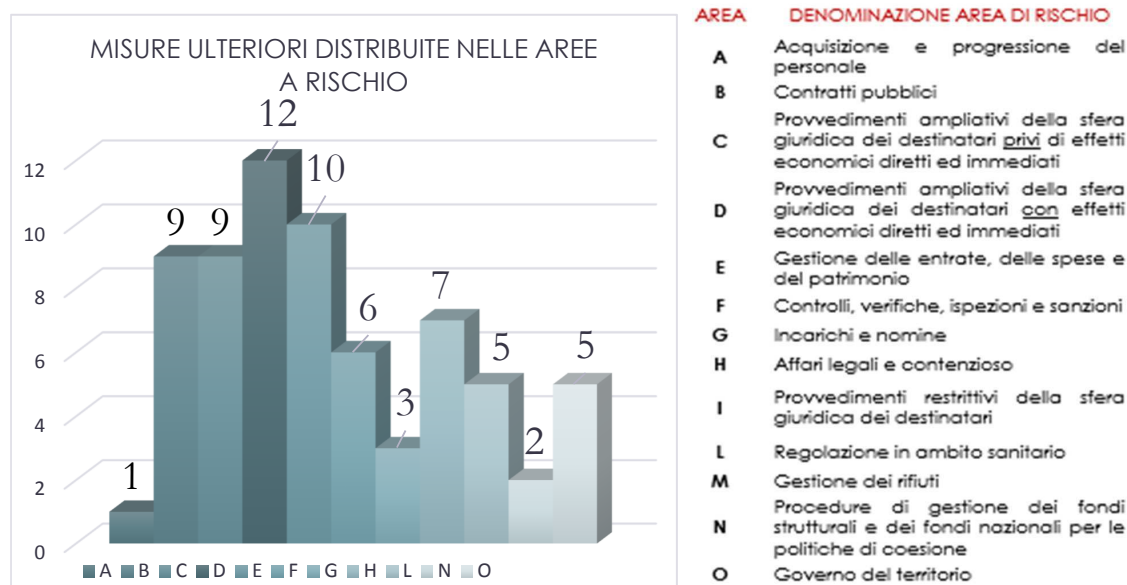 MISURE ULTERIORI DISTRIBUITE NELLE AREE
A RISCHIO
12
10
8
6
4
2
0
1
9
9
12
10
6
3
7
5
2
5
A B C D E F G H L N O
AREA DENOMINAZIONE AREA DI RISCHIO
A Acquisizione e progressione del
personale
B Contratti pubblici
Provvedimenti ampliativi della sfera
C giuridica dei destinatari privi di effetti
economici diretti ed immediati
Provvedimenti ampliativi della sfera
D giuridica dei destinatari con effetti
economici diretti ed immediati
E Gestione delle entrate, delle spese e
del patrimonio
F Controlli, verifiche, ispezioni e sanzioni
G Incarichi e nomine
H Affari legali e contenzioso
I Provvedimenti restrittivi della sfera
giuridica dei destinatari
L Regolazione in ambito sanitario
M Gestione dei rifiuti
Procedure di gestione dei fondi
N strutturali e dei fondi nazionali per le
politiche di coesione
O Governo del territorio